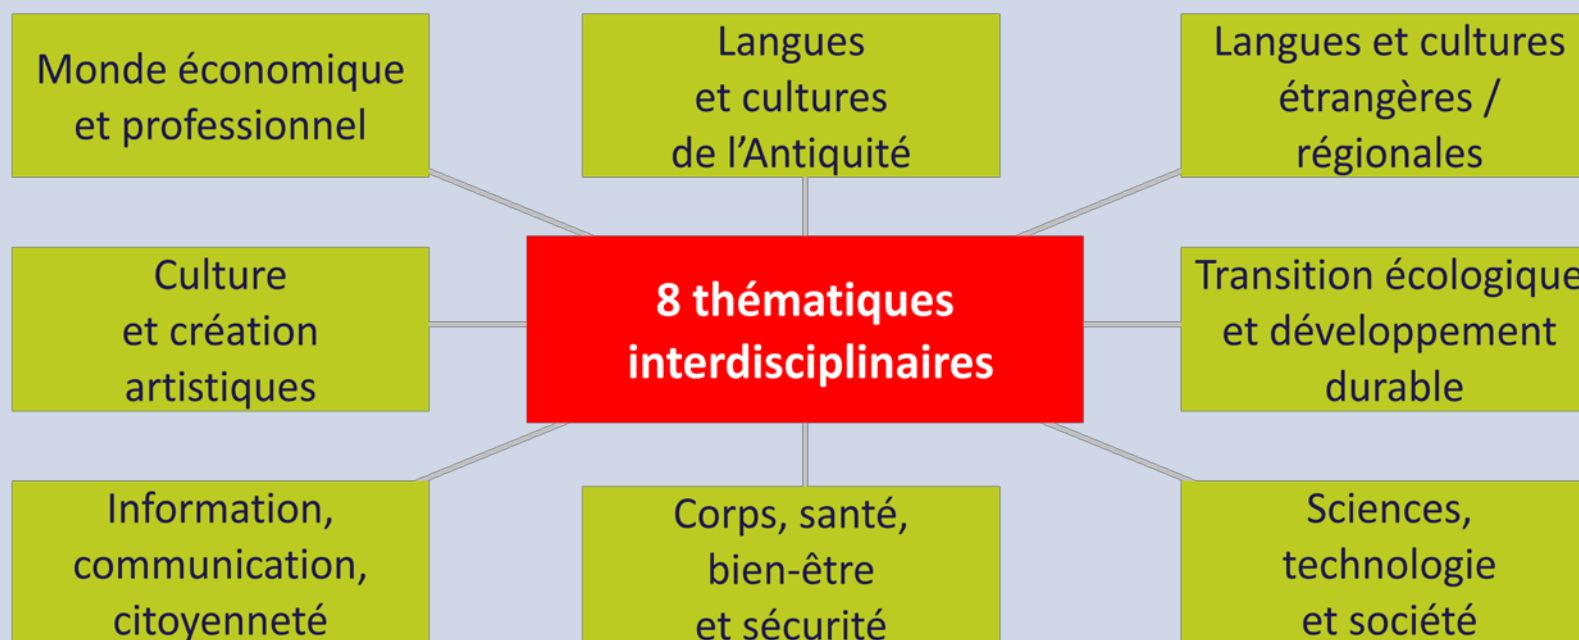 Monde économique
et professionnel
Langues
et cultures
de l’Antiquité
Langues et cultures
étrangères /
régionales
Culture
et création
artistiques
8 thématiques
interdisciplinaires
Transition écologique
et développement
durable
Information,
communication,
citoyenneté
Corps, santé,
bien-être
et sécurité
Sciences,
technologie
et société